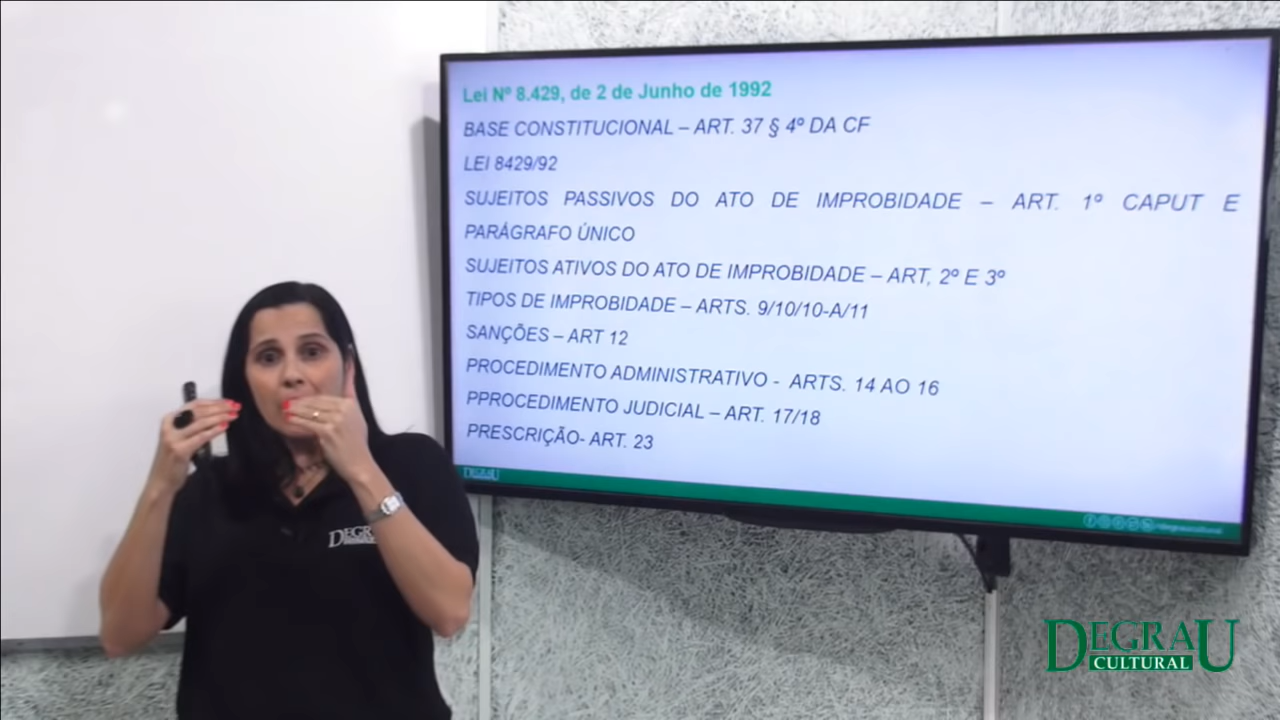 Lei Nº 8.429, de 2 de Junho de 1992
BASE CONSTITUCIONAL – ART. 37 § 4º DA CF
LEI 8429/92
SUJEITOS PASSIVOS DO ATO DE IMPROBIDADE – ART. 1º CAPUT E
PARÁGRAFO ÚNICO
SUJEITOS ATIVOS DO ATO DE IMPROBIDADE – ART, 2º E 3º
TIPOS DE IMPROBIDADE – ARTS. 9/10/10-A/11
SANÇÕES – ART 12
PROCEDIMENTO ADMINISTRATIVO - ARTS. 14 AO 16
PPROCEDIMENTO JUDICIAL – ART. 17/18
PRESCRIÇÃO- ART. 23
DEGRAU
DEGRAU
DEGRAU
CULTURAL